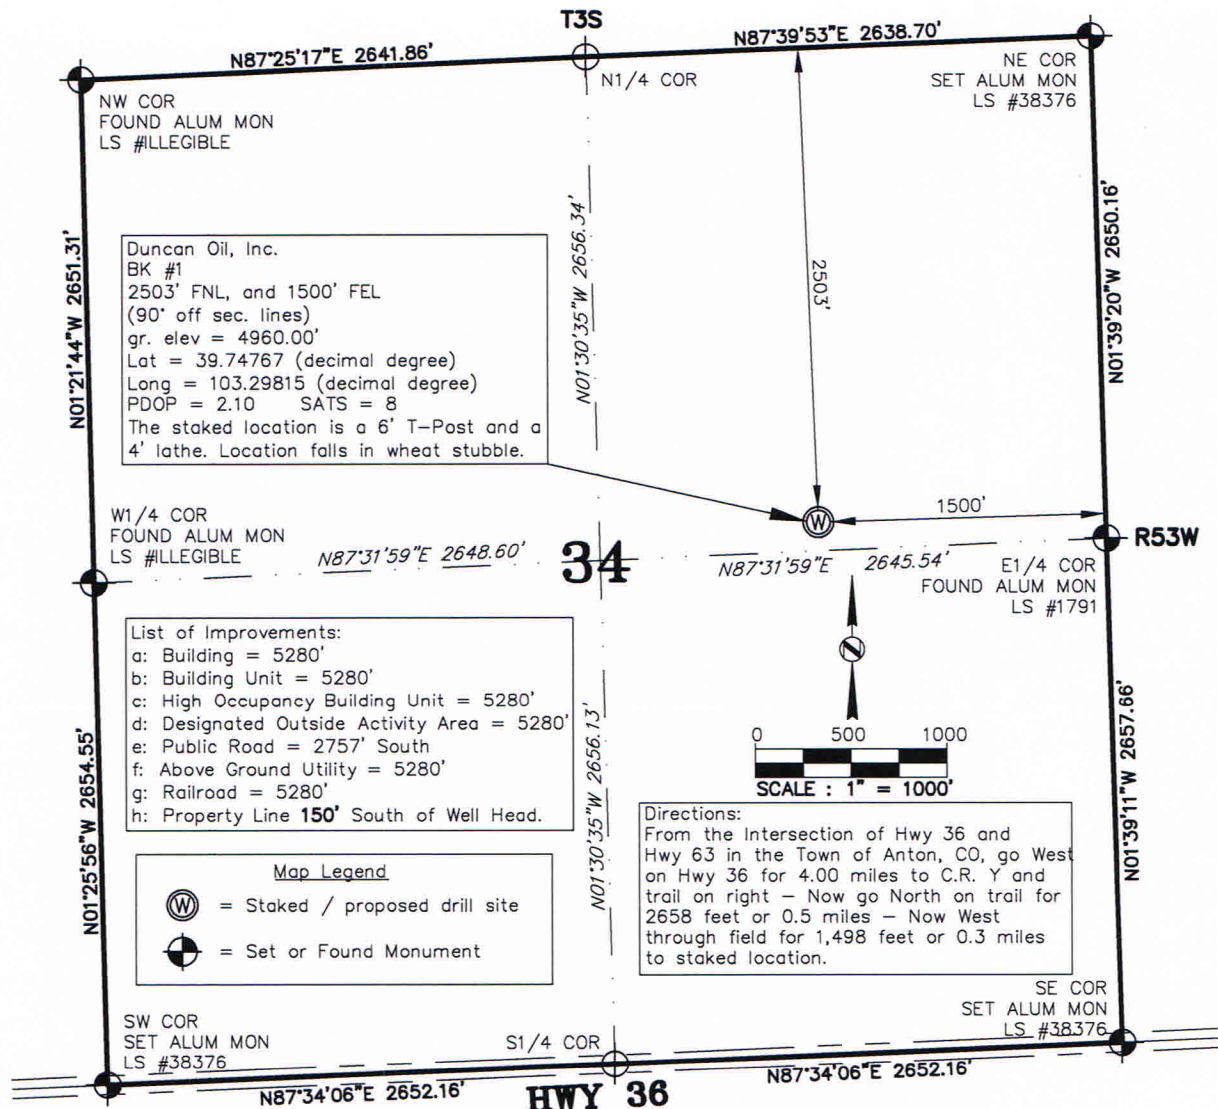 T3S
N87°25'17"E 2641.86'
N87°39'53"E 2638.70'
NW COR
FOUND ALUM MON
LS #ILLEGIBLE
N1/4 COR
NE COR
SET ALUM MON
LS #38376
N01°21'44"W 2651.31'
N01°30'35"W 2656.34'
2503'
N01°39'20"W 2650.16'
Duncan Oil, Inc.
BK #1
2503' FNL, and 1500' FEL
(90° off sec. lines)
gr. elev = 4960.00'
Lat = 39.74767 (decimal degree)
Long = 103.29815 (decimal degree)
PDOP = 2.10 SATS = 8
The staked location is a 6' T-Post and a
4' lathe. Location falls in wheat stubble.
W
1500'
W1/4 COR
FOUND ALUM MON
LS #ILLEGIBLE
N87°31'59"E 2648.60'
34
N87°31'59"E 2645.54'
R53W
E1/4 COR
FOUND ALUM MON
LS #1791
List of Improvements:
a: Building = 5280'
b: Building Unit = 5280'
c: High Occupancy Building Unit = 5280'
d: Designated Outside Activity Area = 5280'
e: Public Road = 2757' South
f: Above Ground Utility = 5280'
g: Railroad = 5280'
h: Property Line 150' South of Well Head.
N
0 500 1000
SCALE : 1" = 1000'
N01°25'56"W 2654.55'
N01°30'35"W 2656.13'
N01°39'11"W 2657.66'
Directions:
From the Intersection of Hwy 36 and
Hwy 63 in the Town of Anton, CO, go West
on Hwy 36 for 4.00 miles to C.R. Y and
trail on right - Now go North on trail for
2658 feet or 0.5 miles - Now West
through field for 1,498 feet or 0.3 miles
to staked location.
Map Legend
W = Staked / proposed drill site
= Set or Found Monument
SW COR
SET ALUM MON
LS #38376
S1/4 COR
SE COR
SET ALUM MON
LS #38376
N87°34'06"E 2652.16'
HWY 36
N87°34'06"E 2652.16'